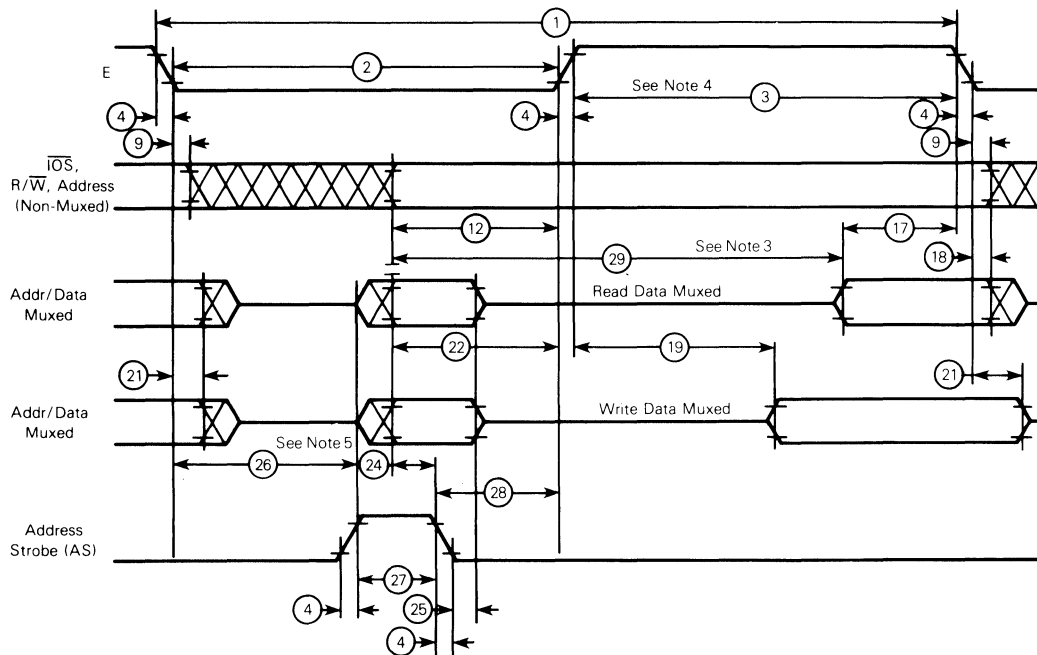 1
E
2
See Note 4
3
4
4
4
9
9
I̅O̅S̅,
R/W̅, Address
(Non-Muxed)
12
17
29
See Note 3
18
Addr/Data
Muxed
Read Data Muxed
22
19
21
21
Addr/Data
Muxed
Write Data Muxed
See Note 5
26
24
28
Address
Strobe (AS)
27
4
25
4